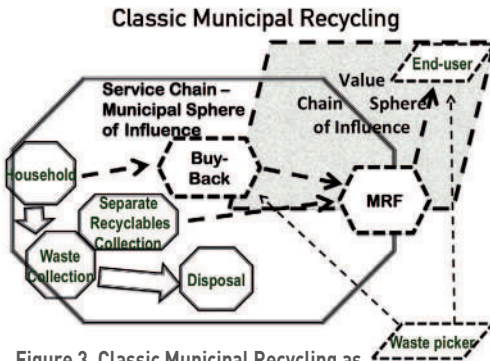 Classic Municipal Recycling
End-user
Value
Chain Sphere
of Influence
Service Chain –
Municipal Sphere
of Influence
Buy-
Back
Household
MRF
Separate
Recyclables
Collection
Waste
Collection
Disposal
Waste picker
Figure 3. Classic Municipal Recycling as